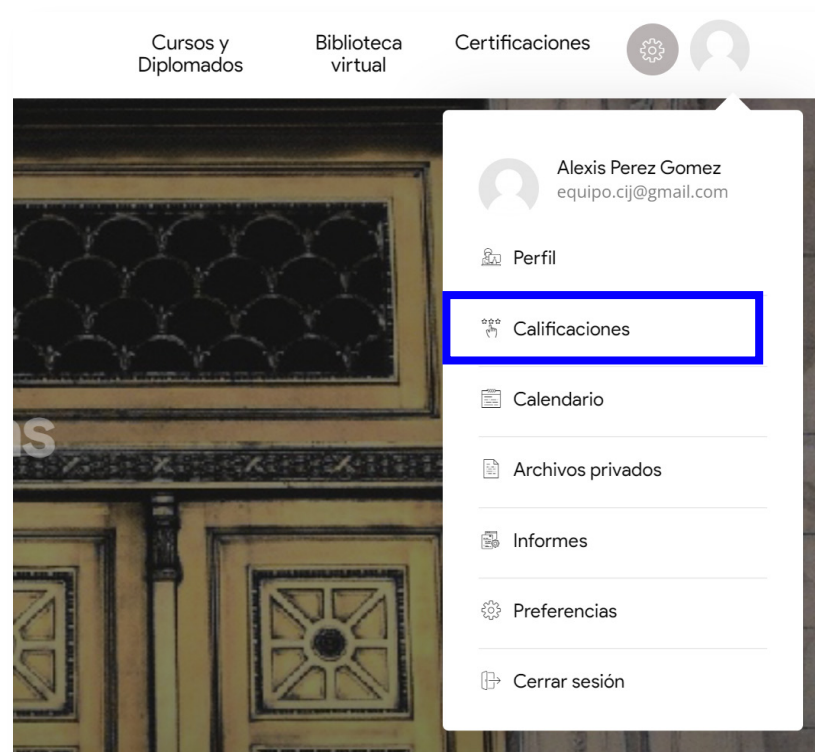 Cursos y
Diplomados
Biblioteca
virtual
Certificaciones
Alexis Perez Gomez
equipo.cij@gmail.com
Perfil
Calificaciones
Calendario
Archivos privados
Informes
Preferencias
Cerrar sesión